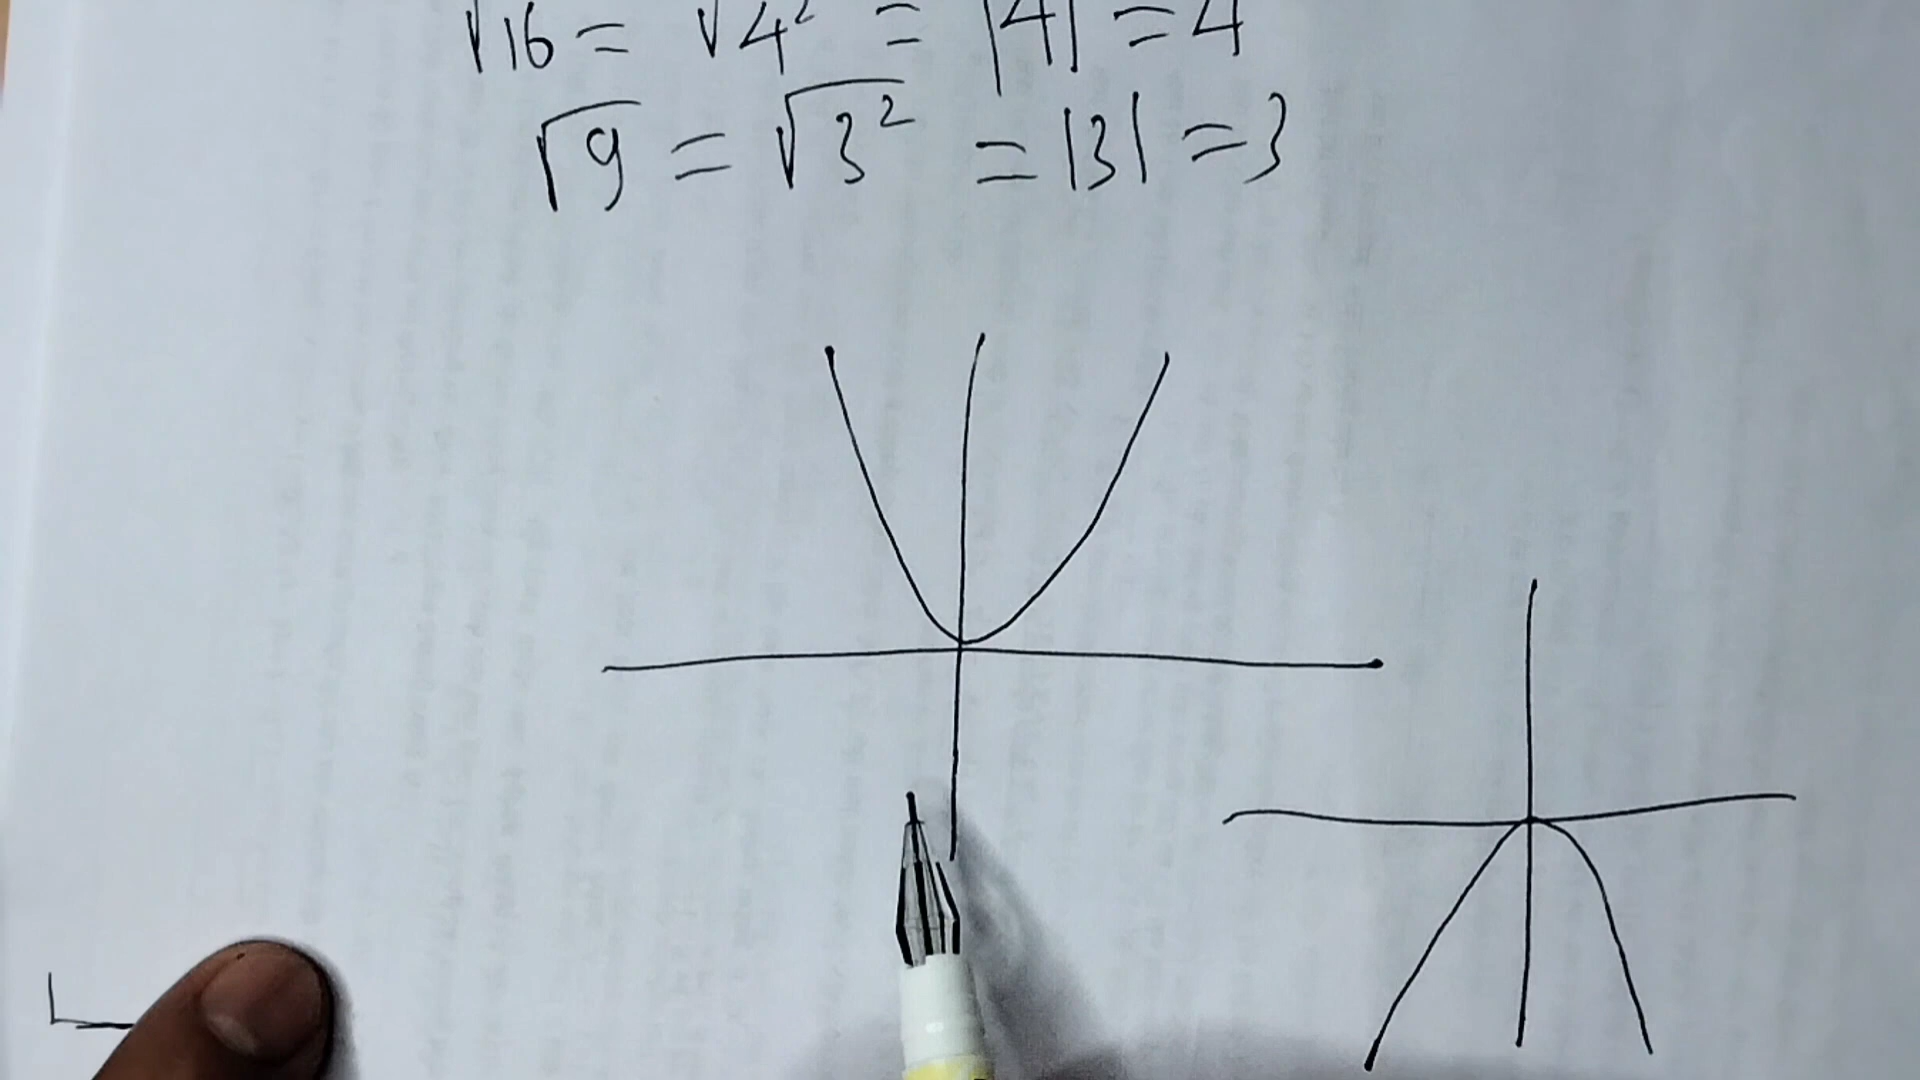 √16 = √4² = |4| = 4
√9 = √3² = |3| = 3